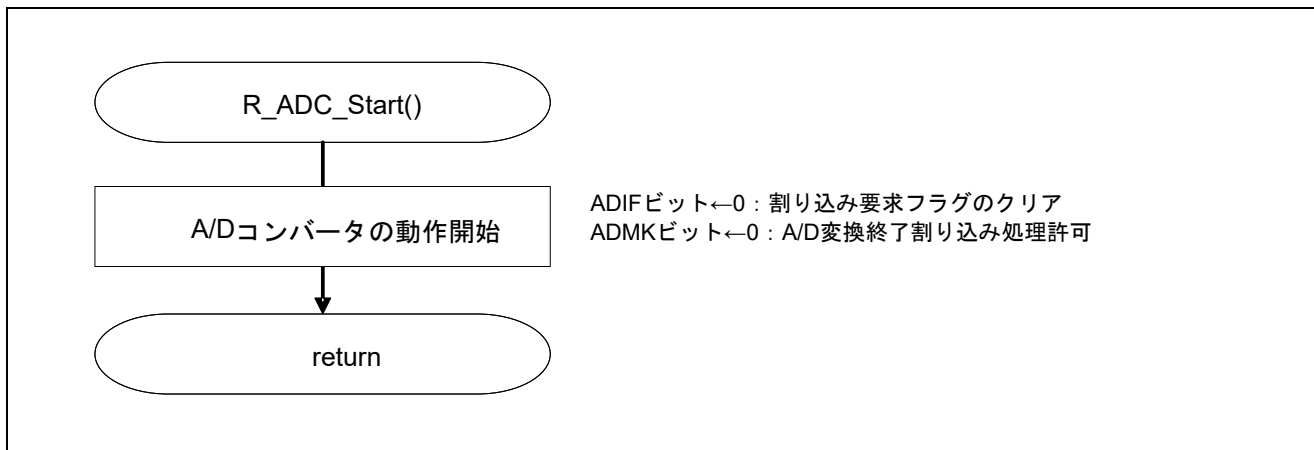 R_ADC_Start()
A/Dコンバータの動作開始
ADIFビット←0：割り込み要求フラグのクリア
ADMKビット←0：A/D変換終了割り込み処理許可
return